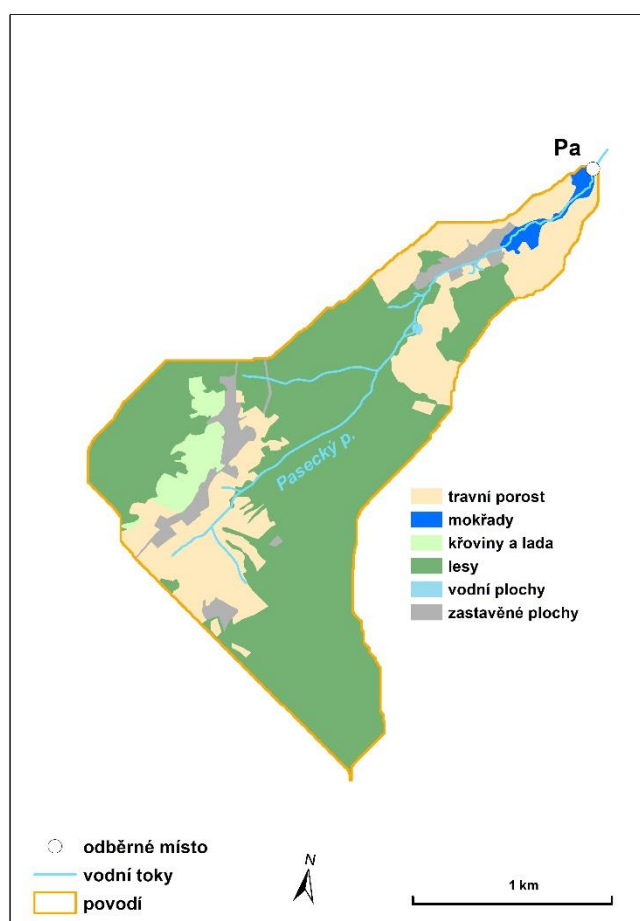 Pa
Pasecký p.
travní porost
mokřady
křoviny a lada
lesy
vodní plochy
zastavěné plochy
odběrné místo
vodní toky
povodí
N
1 km